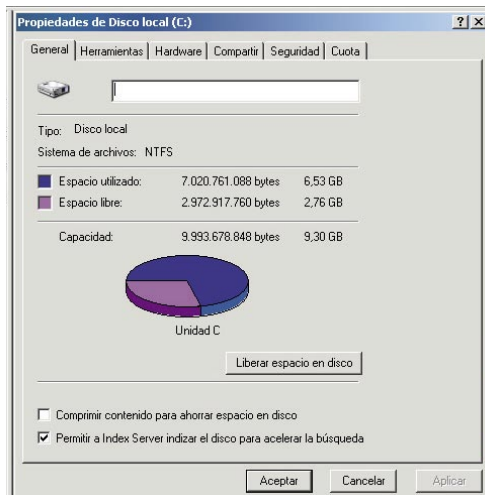 Propiedades de Disco local (C:)
General Herramientas Hardware Compartir Seguridad Cuota
Tipo: Disco local
Sistema de archivos: NTFS
Espacio utilizado: 7.020.761.088 bytes 6,53 GB
Espacio libre: 2.972.917.760 bytes 2,76 GB
Capacidad: 9.993.678.848 bytes 9,30 GB
Unidad C
Liberar espacio en disco
Comprimir contenido para ahorrar espacio en disco
Permitir a Index Server indizar el disco para acelerar la búsqueda
Aceptar Cancelar Aplicar